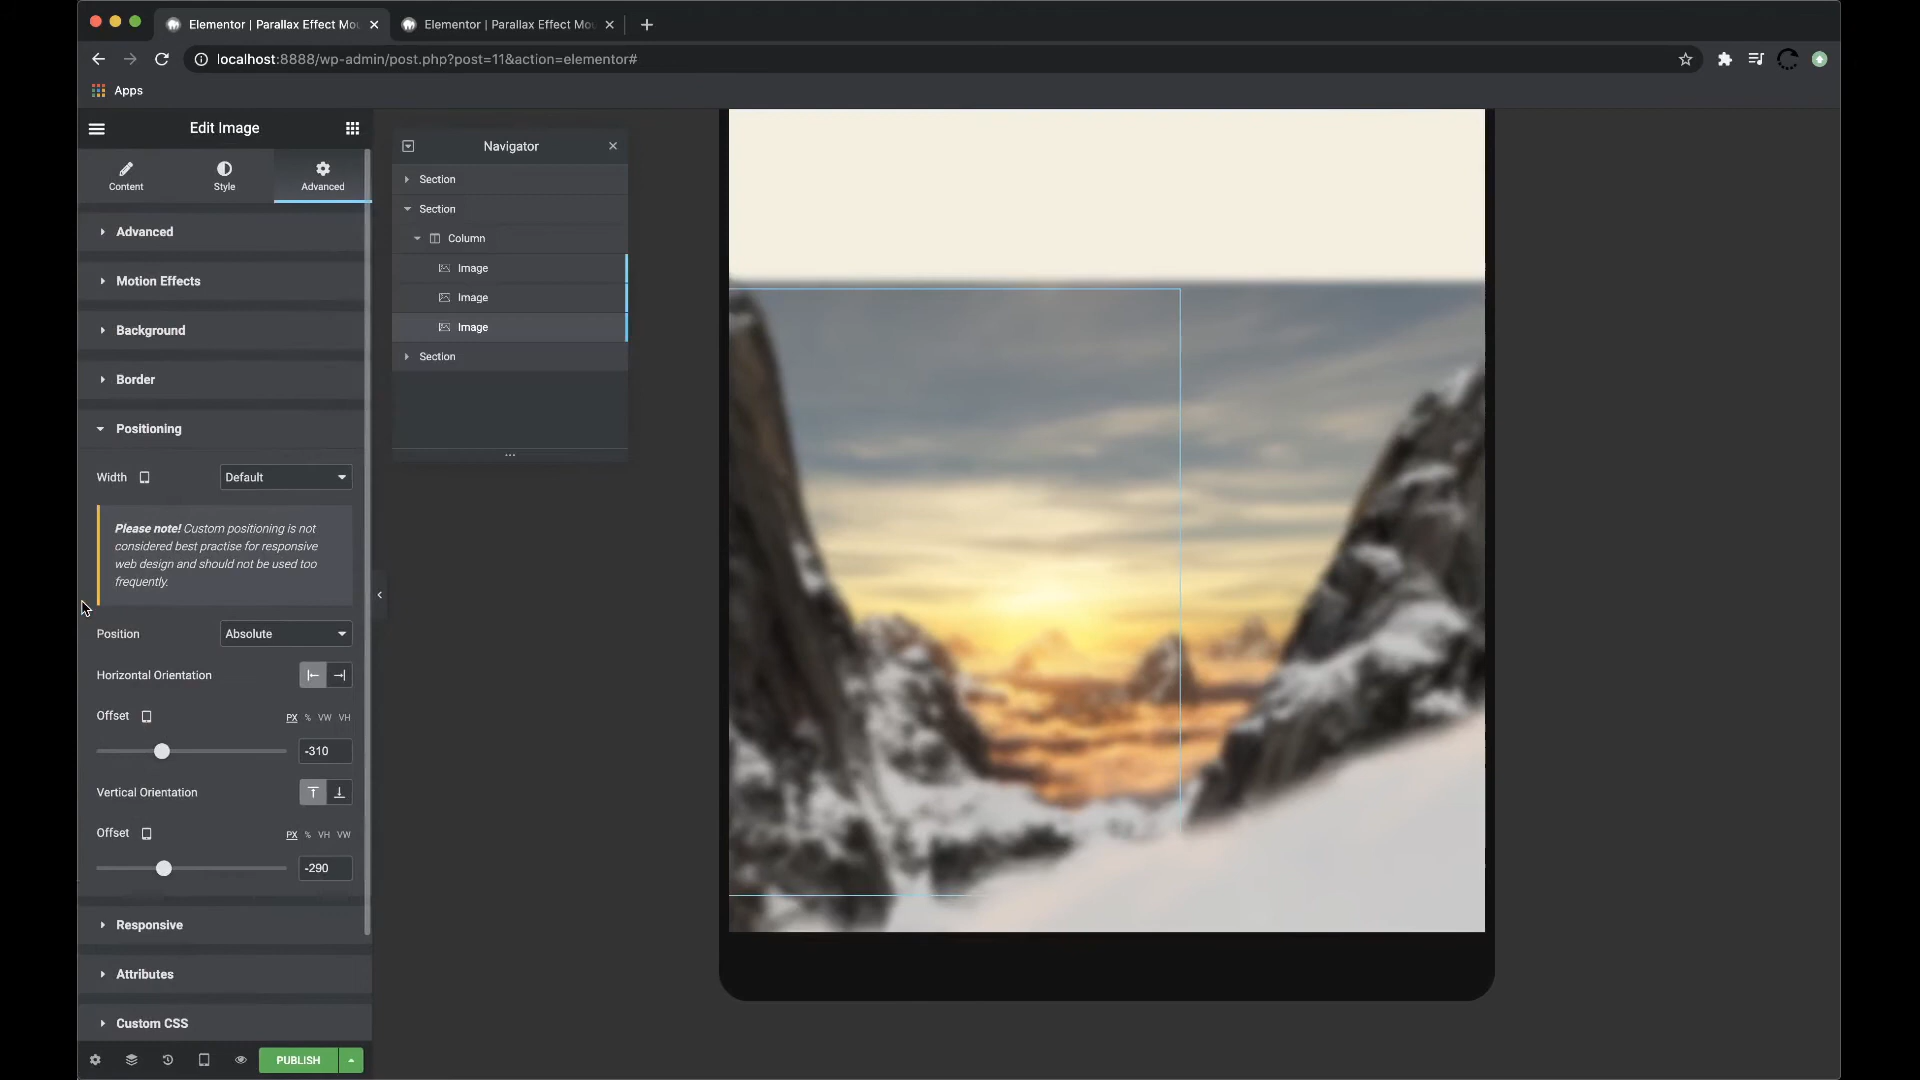 Elementor | Parallax Effect Mou
Elementor | Parallax Effect Mou
localhost:8888/wp-admin/post.php?post=11&action=elementor#
Apps
Edit Image
Content
Style
Advanced
Advanced
Motion Effects
Background
Border
Positioning
Width
Default
Please note! Custom positioning is not
considered best practise for responsive
web design and should not be used too
frequently.
Position
Absolute
Horizontal Orientation
Offset
PX % VW VH
-310
Vertical Orientation
Offset
PX % VH VW
-290
Responsive
Attributes
Custom CSS
PUBLISH
Navigator
Section
Section
Column
Image
Image
Image
Section